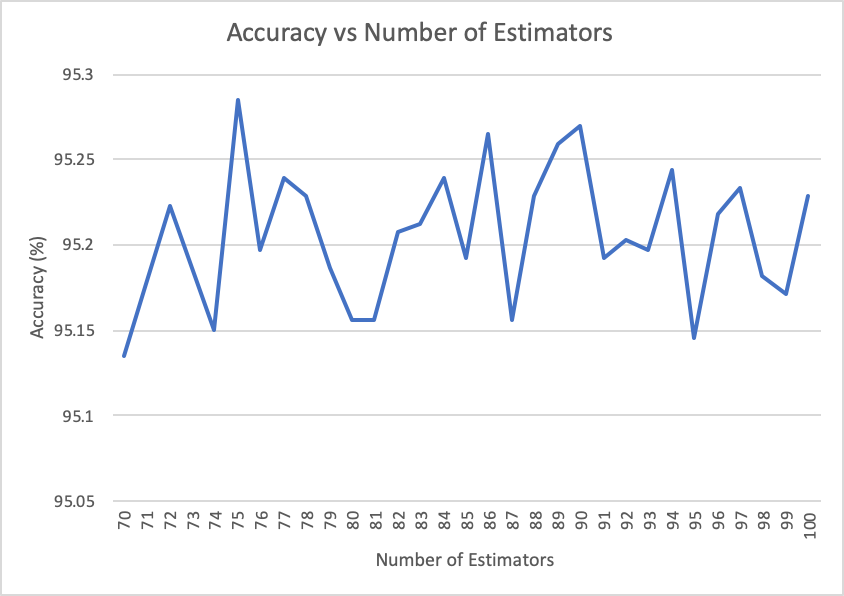 Accuracy vs Number of Estimators
95.3
95.25
95.2
95.15
95.1
95.05
Accuracy (%)
70 71 72 73 74 75 76 77 78 79 80 81 82 83 84 85 86 87 88 89 90 91 92 93 94 95 96 97 98 99 100
Number of Estimators